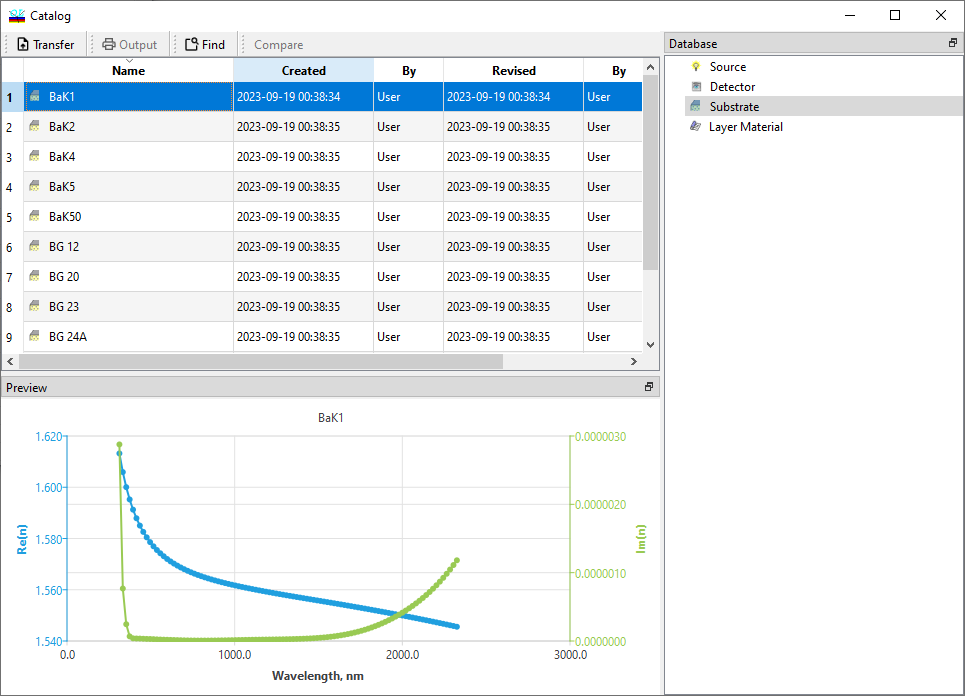 Catalog
Transfer Output Find Compare
Database
Name Created By Revised By
1 BaK1 2023-09-19 00:38:34 User 2023-09-19 00:38:34 User
2 BaK2 2023-09-19 00:38:35 User 2023-09-19 00:38:35 User
3 BaK4 2023-09-19 00:38:35 User 2023-09-19 00:38:35 User
4 BaK5 2023-09-19 00:38:35 User 2023-09-19 00:38:35 User
5 BaK50 2023-09-19 00:38:35 User 2023-09-19 00:38:35 User
6 BG 12 2023-09-19 00:38:35 User 2023-09-19 00:38:35 User
7 BG 20 2023-09-19 00:38:35 User 2023-09-19 00:38:35 User
8 BG 23 2023-09-19 00:38:35 User 2023-09-19 00:38:35 User
9 BG 24A 2023-09-19 00:38:35 User 2023-09-19 00:38:35 User
Source
Detector
Substrate
Layer Material
Preview
BaK1
Re(n)
1.620
1.600
1.580
1.560
1.540
0.0000030
0.0000020
0.0000010
0.0000000
Im(n)
0.0 1000.0 2000.0 3000.0
Wavelength, nm